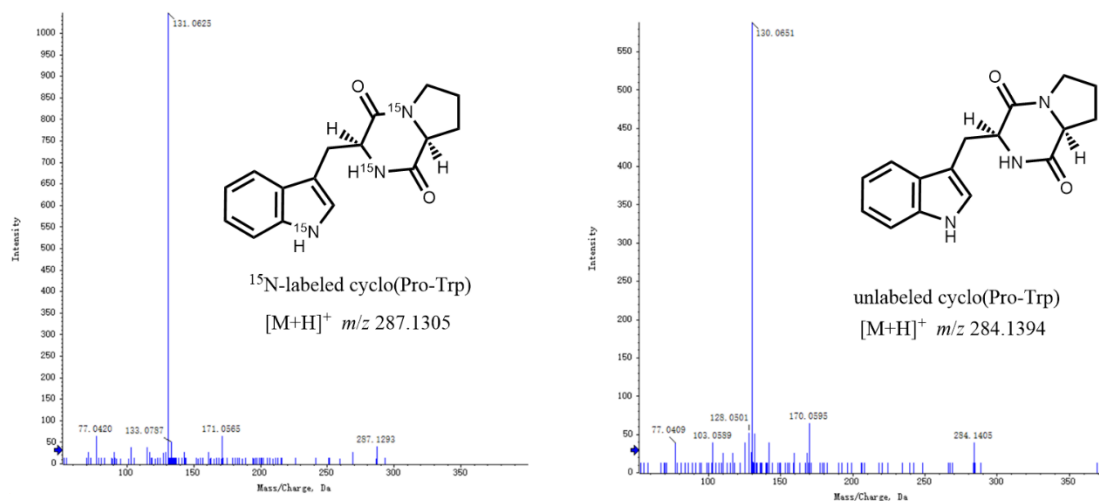 1000
950
900
850
800
750
700
650
600
550
500
450
400
350
300
250
200
150
100
50
0
Intensity
131.0625
77.0420
133.0787
171.0565
287.1293
100
150
200
250
300
350
Mass/Charge, Da
O
15N
H
H
H15N
O
15N
H
15N-labeled cyclo(Pro-Trp)
[M+H]+ m/z 287.1305
550
500
450
400
350
300
250
200
150
100
50
0
Intensity
130.0651
77.0409
103.0589
128.0501
170.0595
284.1405
100
150
200
250
300
350
Mass/Charge, Da
O
N
H
H
HN
O
N
H
unlabeled cyclo(Pro-Trp)
[M+H]+ m/z 284.1394